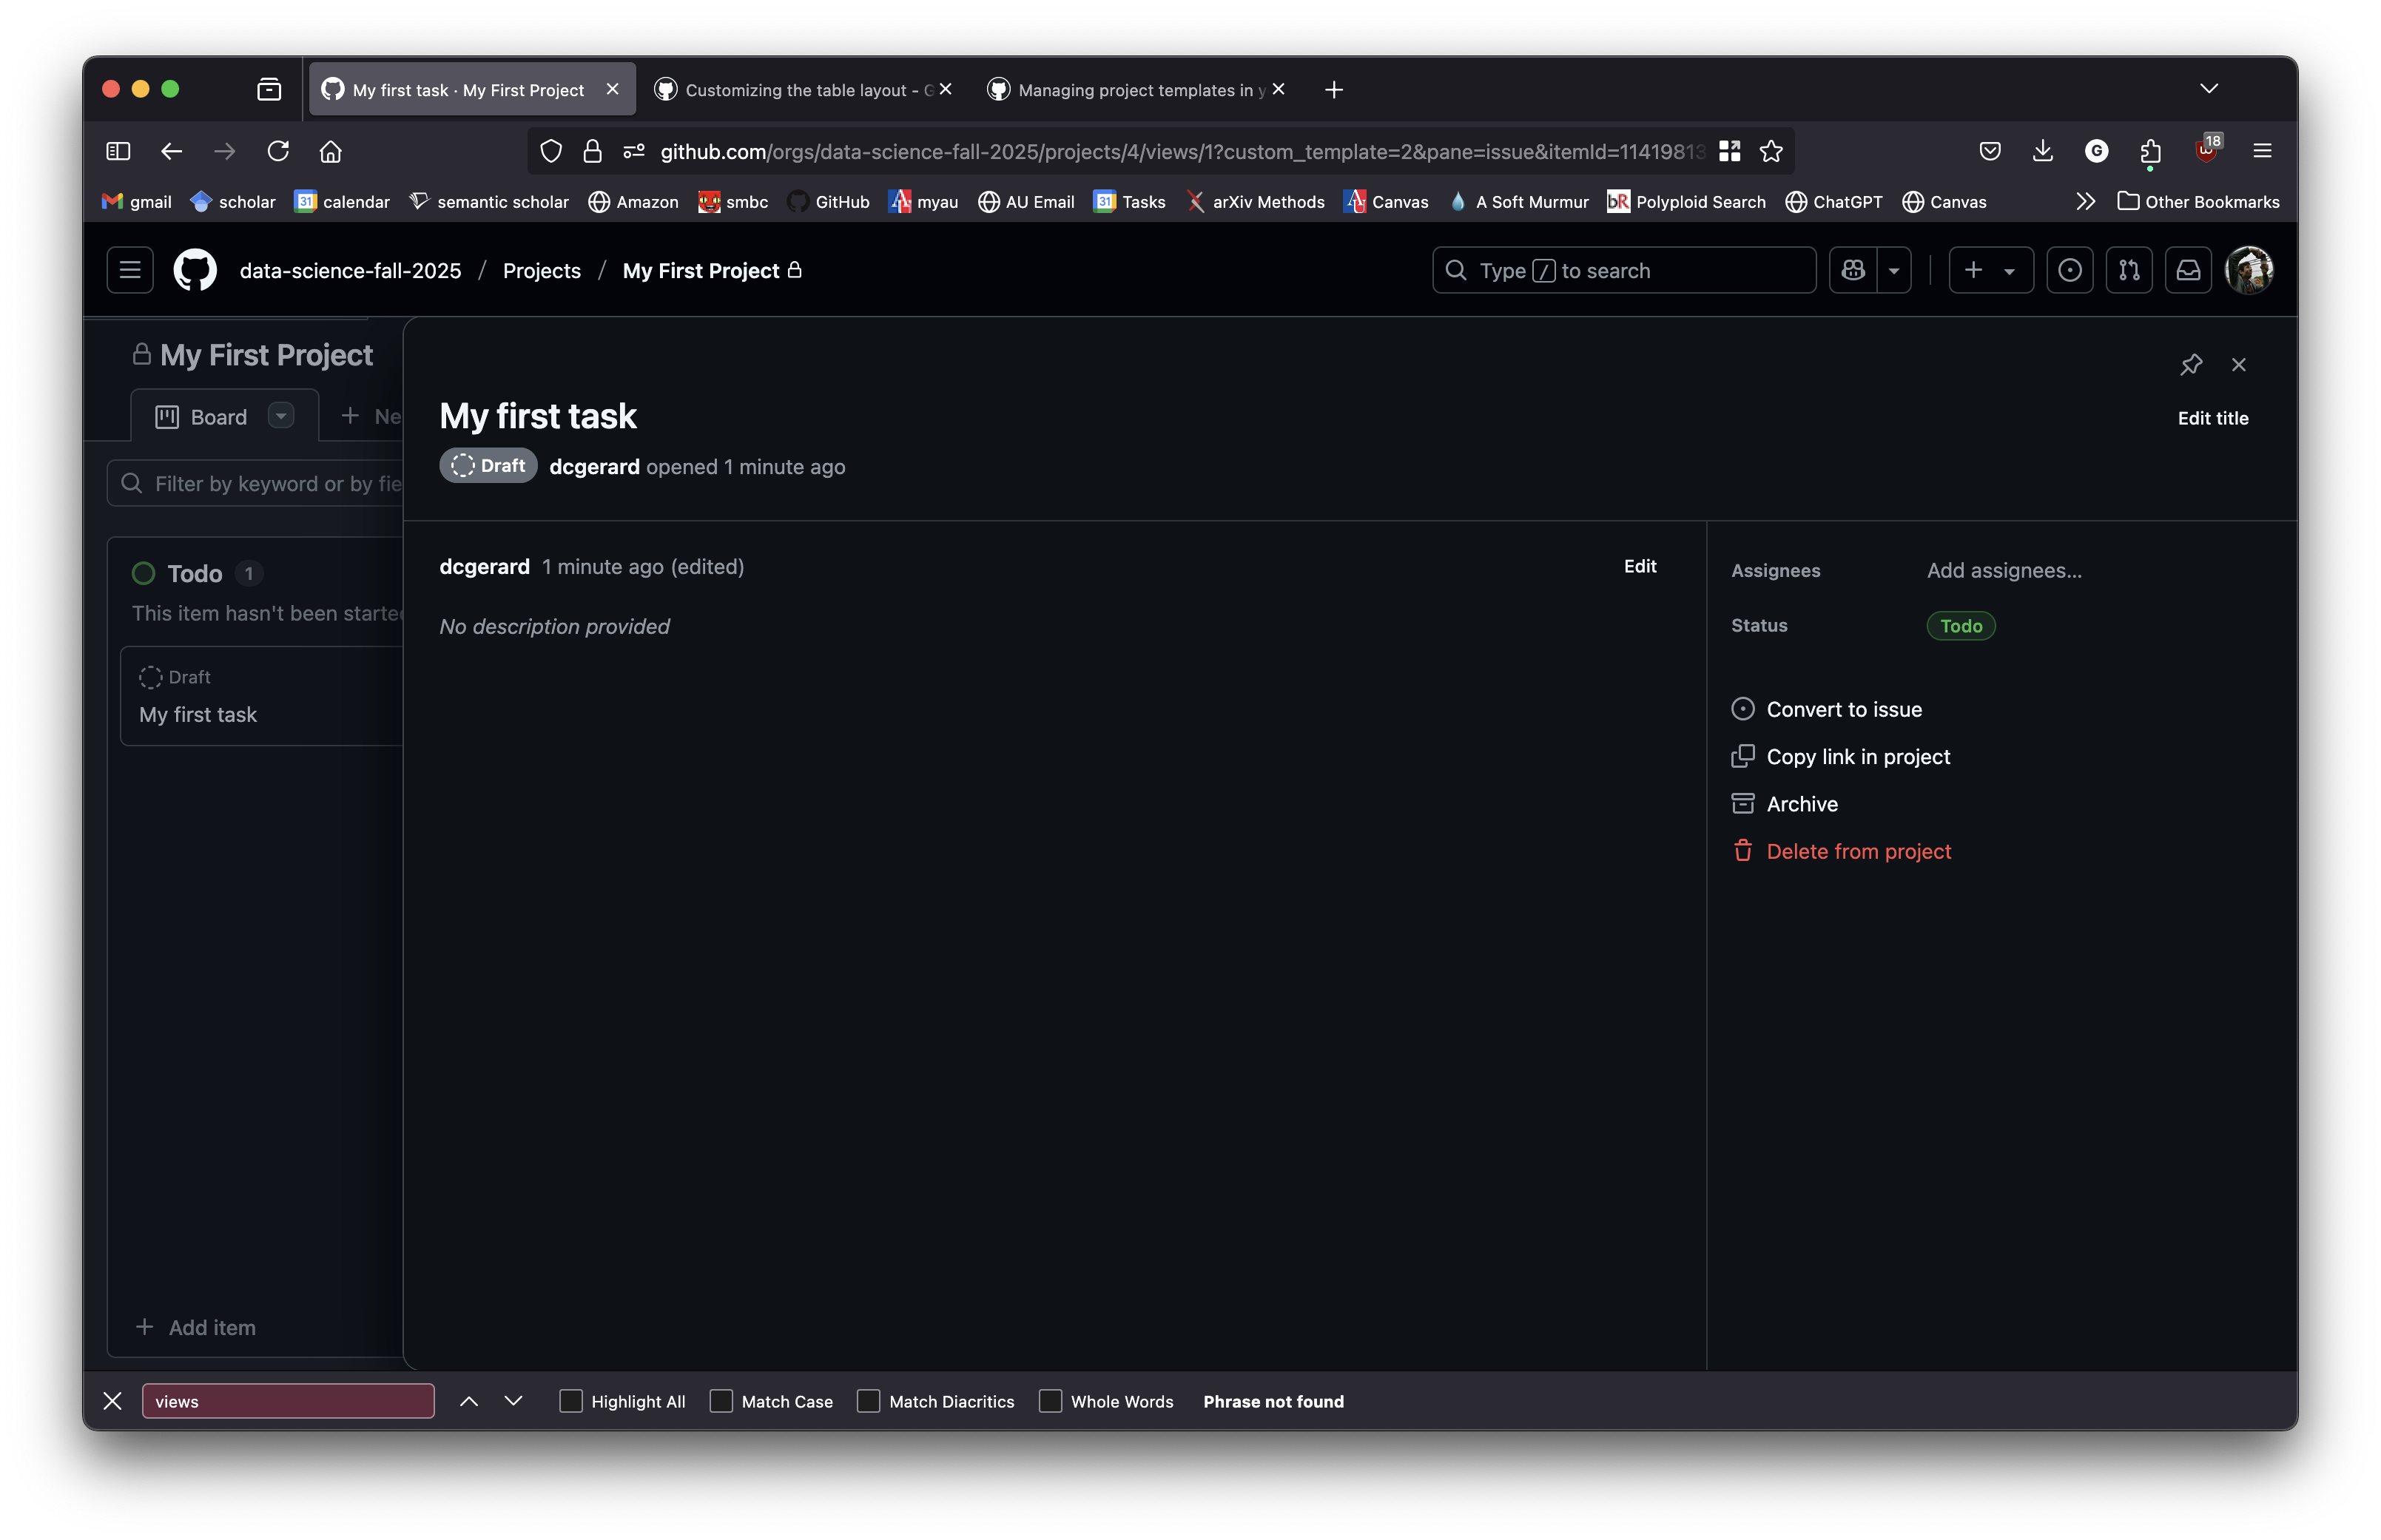 My first task · My First Project
Customizing the table layout - G
Managing project templates in y
github.com/orgs/data-science-fall-2025/projects/4/views/1?custom_template=2&pane=issue&itemId=11419813
18
gmail scholar calendar semantic scholar Amazon smbc GitHub myau AU Email Tasks arXiv Methods Canvas A Soft Murmur Polyploid Search ChatGPT Canvas Other Bookmarks
data-science-fall-2025 / Projects / My First Project
Type / to search
My First Project
Board
Ne
Filter by keyword or by fie
Todo 1
This item hasn't been starte
Draft
My first task
Add item
My first task
Edit title
Draft dcgerard opened 1 minute ago
dcgerard 1 minute ago (edited)
Edit
No description provided
Assignees Add assignees...
Status Todo
Convert to issue
Copy link in project
Archive
Delete from project
views
Highlight All Match Case Match Diacritics Whole Words Phrase not found